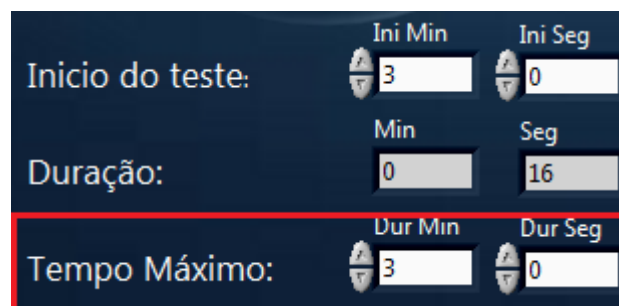 Ini Min Ini Seg
Inicio do teste: 3 0
Min Seg
Duração: 0 16
Dur Min Dur Seg
Tempo Máximo: 3 0